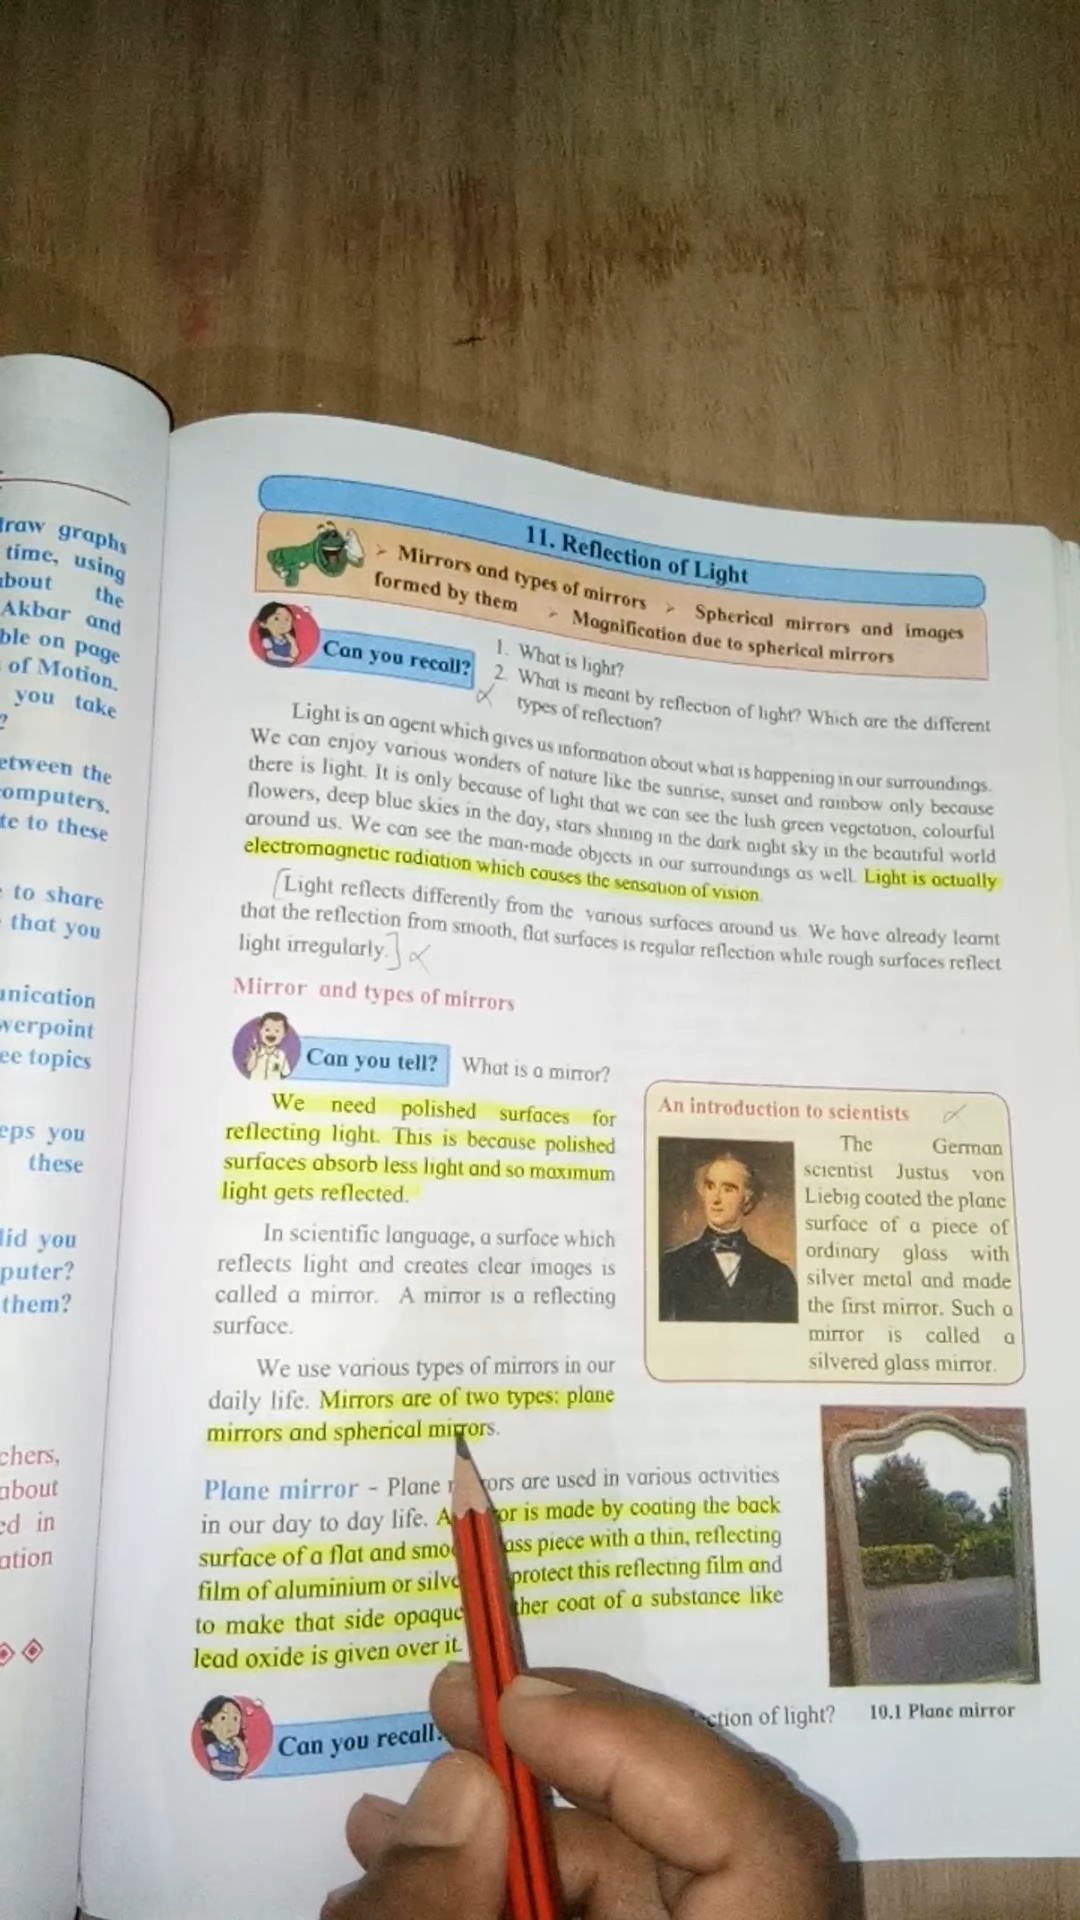 draw graphs
time, using
about the
Akbar and
ble on page
of Motion.
you take
?
etween the
omputers.
te to these
to share
that you
unication
werpoint
ee topics
eps you
these
did you
puter?
them?
chers,
about
ed in
ation
11. Reflection of Light
➢ Mirrors and types of mirrors ➢ Spherical mirrors and images
formed by them ➢ Magnification due to spherical mirrors
Can you recall?
1. What is light?
2. What is meant by reflection of light? Which are the different
types of reflection?
Light is an agent which gives us information about what is happening in our surroundings.
We can enjoy various wonders of nature like the sunrise, sunset and rainbow only because
there is light. It is only because of light that we can see the lush green vegetation, colourful
flowers, deep blue skies in the day, stars shining in the dark night sky in the beautiful world
around us. We can see the man-made objects in our surroundings as well. Light is actually
electromagnetic radiation which causes the sensation of vision.
Light reflects differently from the various surfaces around us. We have already learnt
that the reflection from smooth, flat surfaces is regular reflection while rough surfaces reflect
light irregularly.
Mirror and types of mirrors
Can you tell? What is a mirror?
We need polished surfaces for
reflecting light. This is because polished
surfaces absorb less light and so maximum
light gets reflected.
In scientific language, a surface which
reflects light and creates clear images is
called a mirror. A mirror is a reflecting
surface.
We use various types of mirrors in our
daily life. Mirrors are of two types: plane
mirrors and spherical mirrors.
An introduction to scientists
The German
scientist Justus von
Liebig coated the plane
surface of a piece of
ordinary glass with
silver metal and made
the first mirror. Such a
mirror is called a
silvered glass mirror.
Plane mirror - Plane ors are used in various activities
in our day to day life. A or is made by coating the back
surface of a flat and smo ass piece with a thin, reflecting
film of aluminium or silve protect this reflecting film and
to make that side opaque ther coat of a substance like
lead oxide is given over it.
Can you recall ction of light?
10.1 Plane mirror